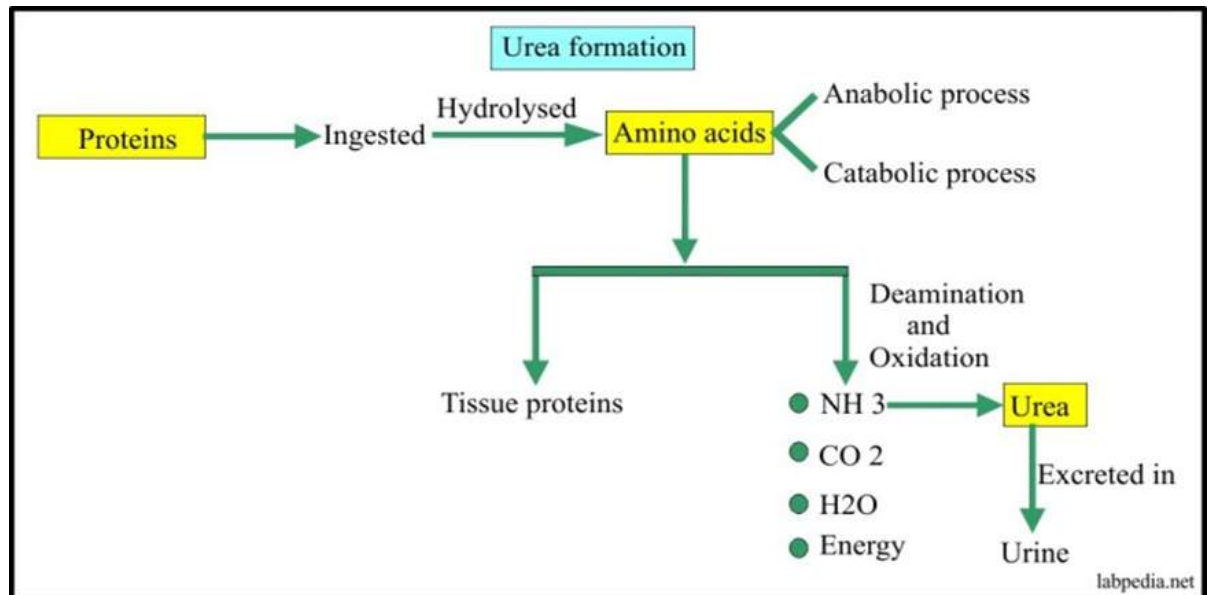 Urea formation
Proteins
Ingested
Hydrolysed
Amino acids
Anabolic process
Catabolic process
Deamination
and
Oxidation
Tissue proteins
NH 3
Urea
CO 2
Excreted in
H2O
Energy
Urine
labpedia.net